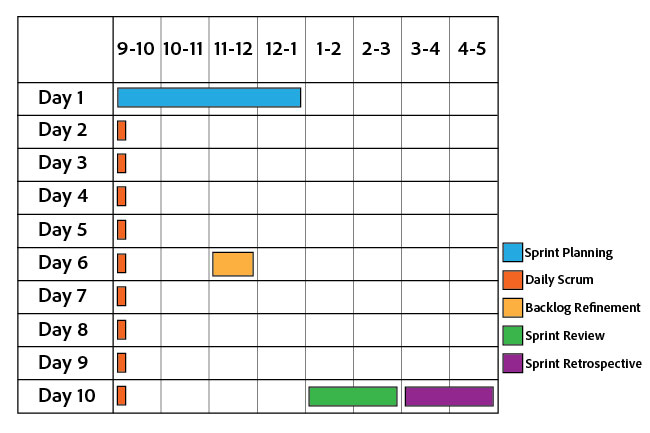 9-10 10-11 11-12 12-1 1-2 2-3 3-4 4-5
Day 1
Day 2
Day 3
Day 4
Day 5
Day 6
Day 7
Day 8
Day 9
Day 10
Sprint Planning
Daily Scrum
Backlog Refinement
Sprint Review
Sprint Retrospective